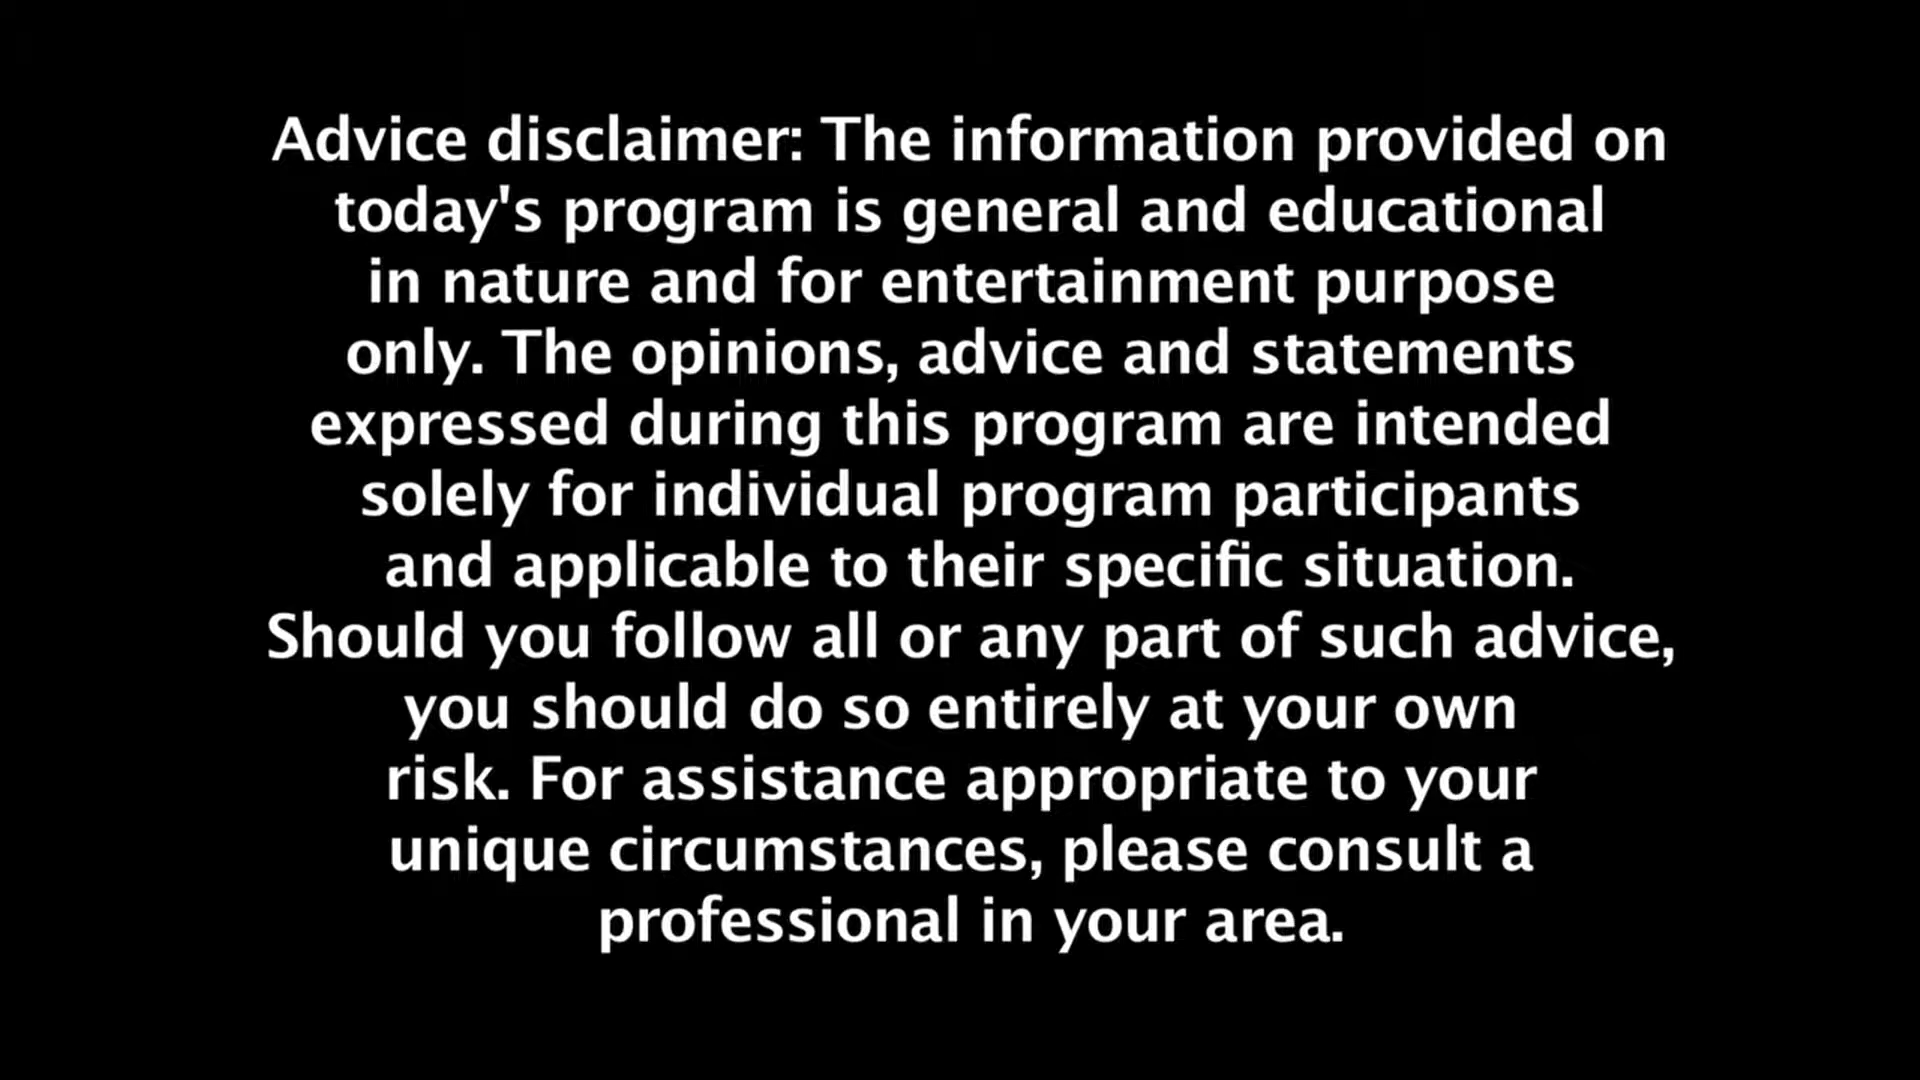 Advice disclaimer: The information provided on
today's program is general and educational
in nature and for entertainment purpose
only. The opinions, advice and statements
expressed during this program are intended
solely for individual program participants
and applicable to their specific situation.
Should you follow all or any part of such advice,
you should do so entirely at your own
risk. For assistance appropriate to your
unique circumstances, please consult a
professional in your area.